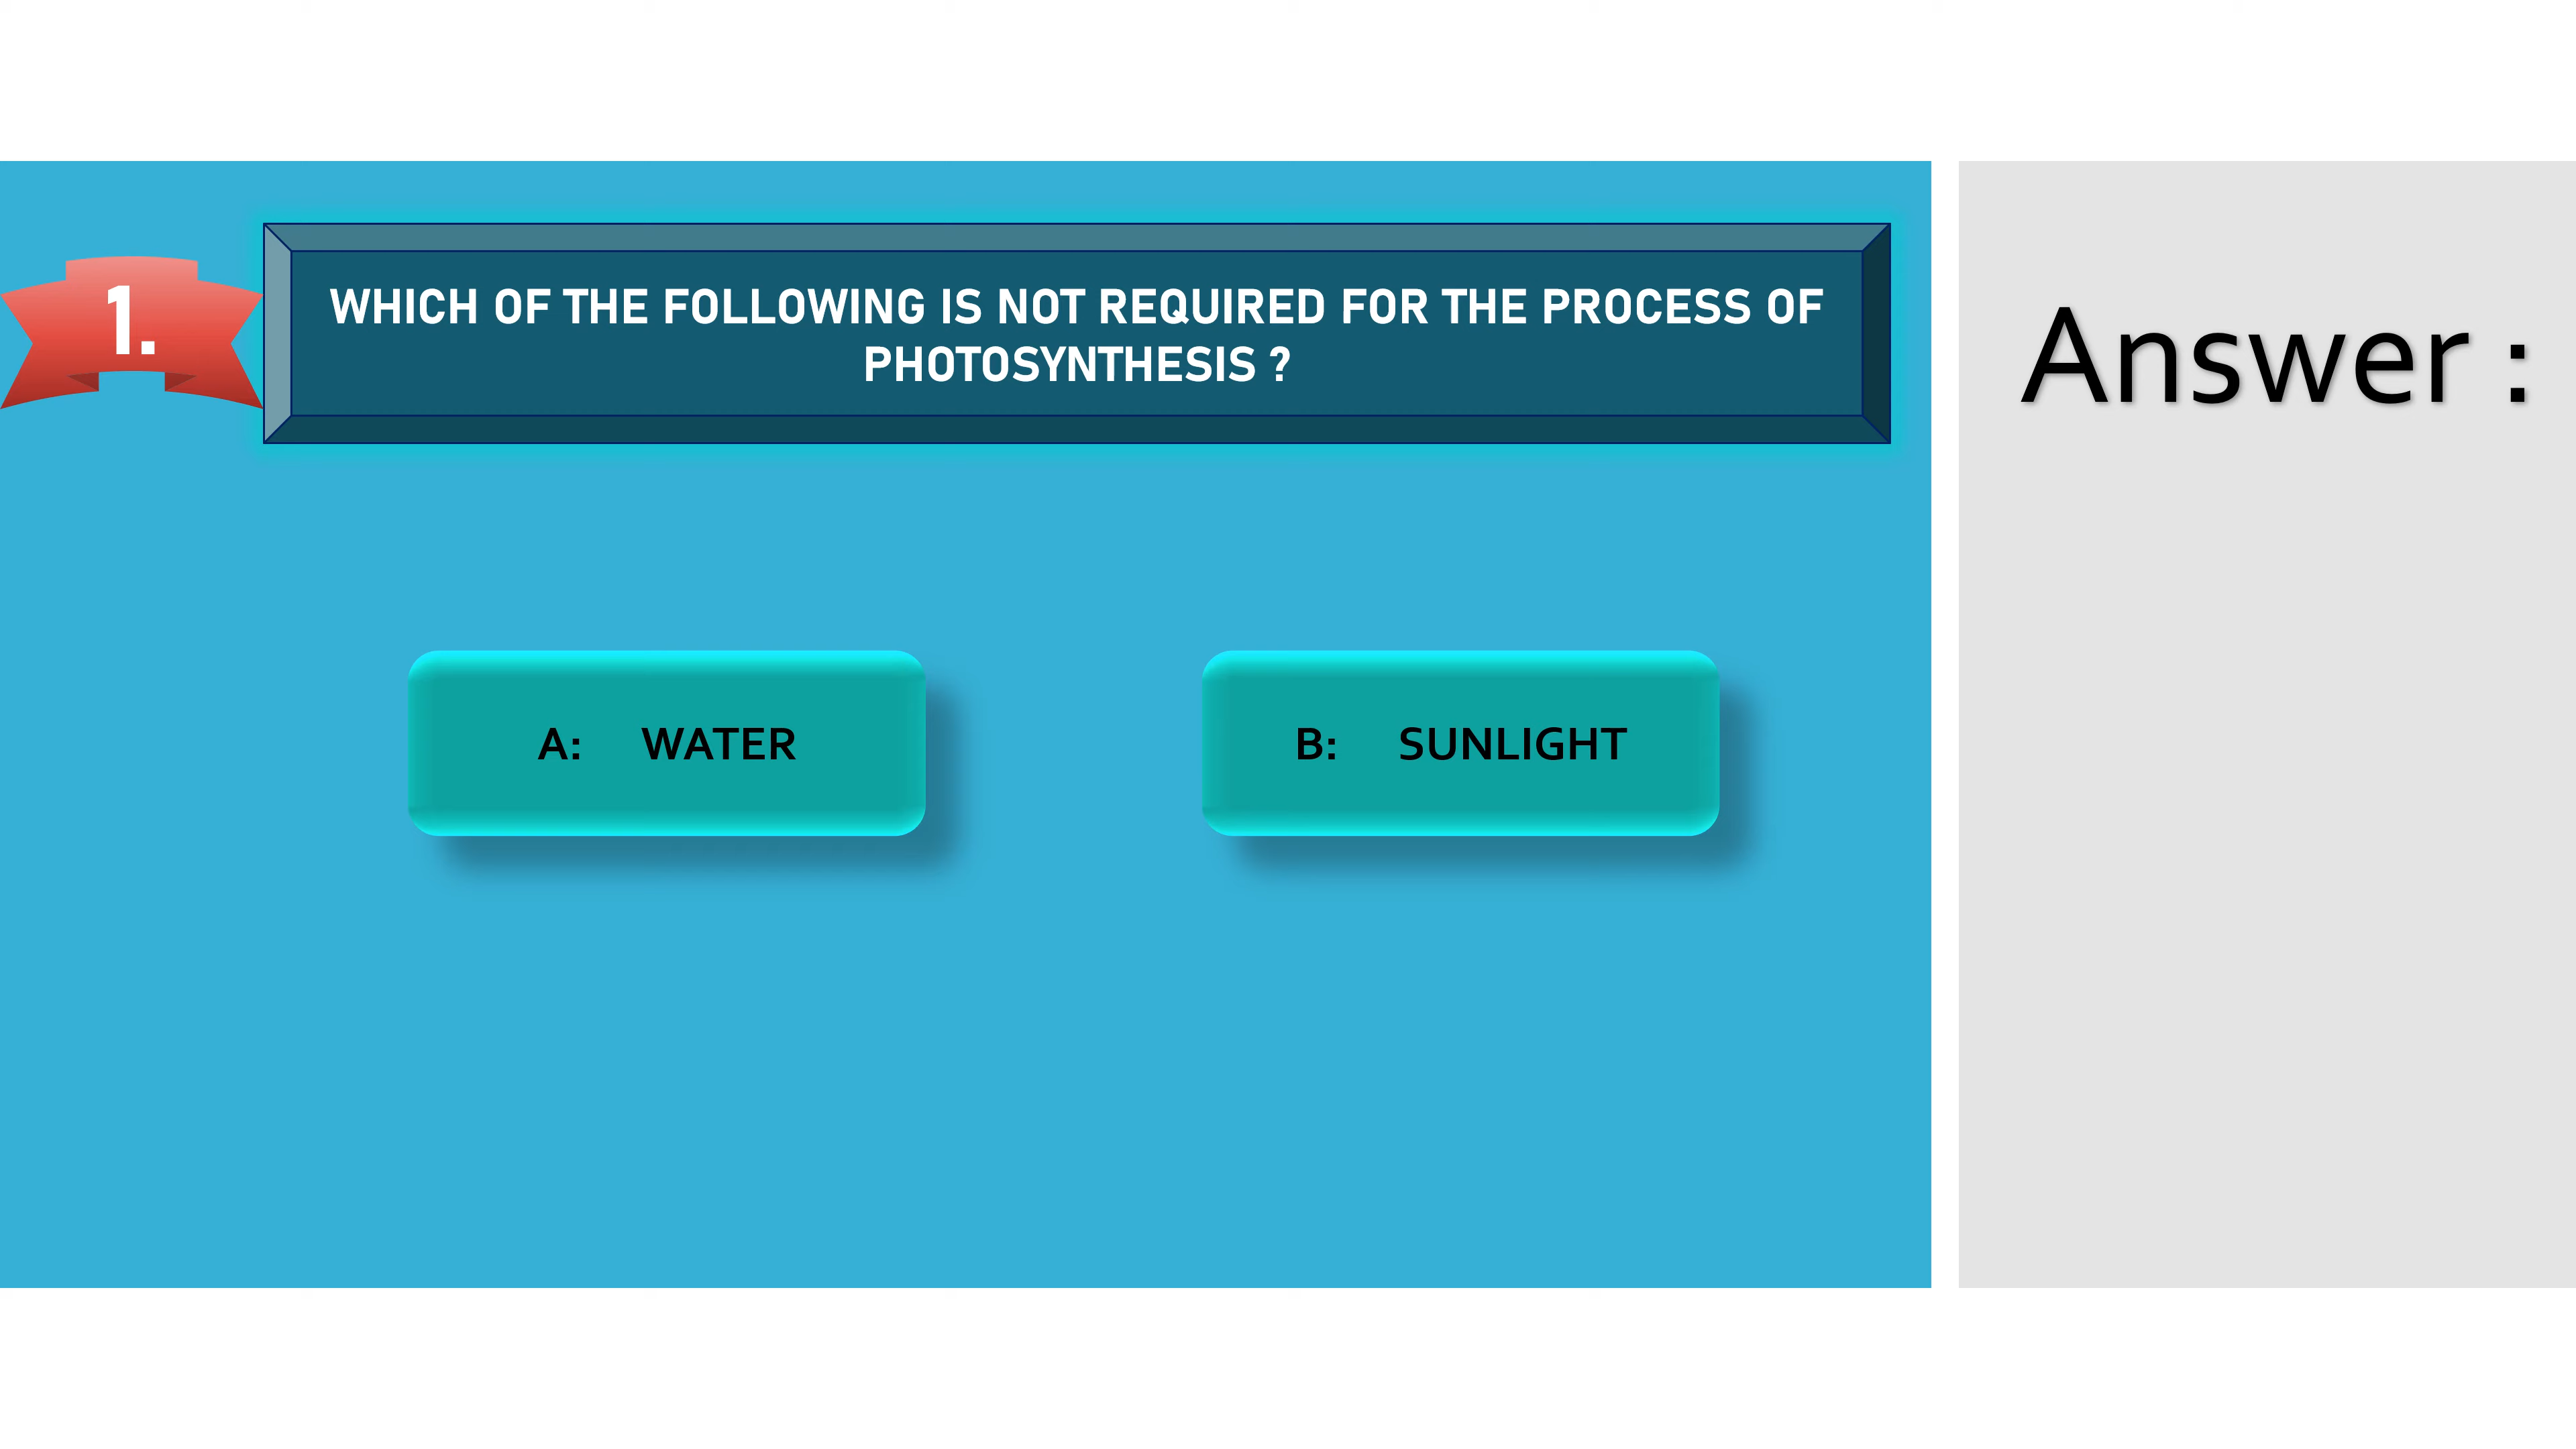 1.
WHICH OF THE FOLLOWING IS NOT REQUIRED FOR THE PROCESS OF
PHOTOSYNTHESIS ?
A: WATER
B: SUNLIGHT
Answer :